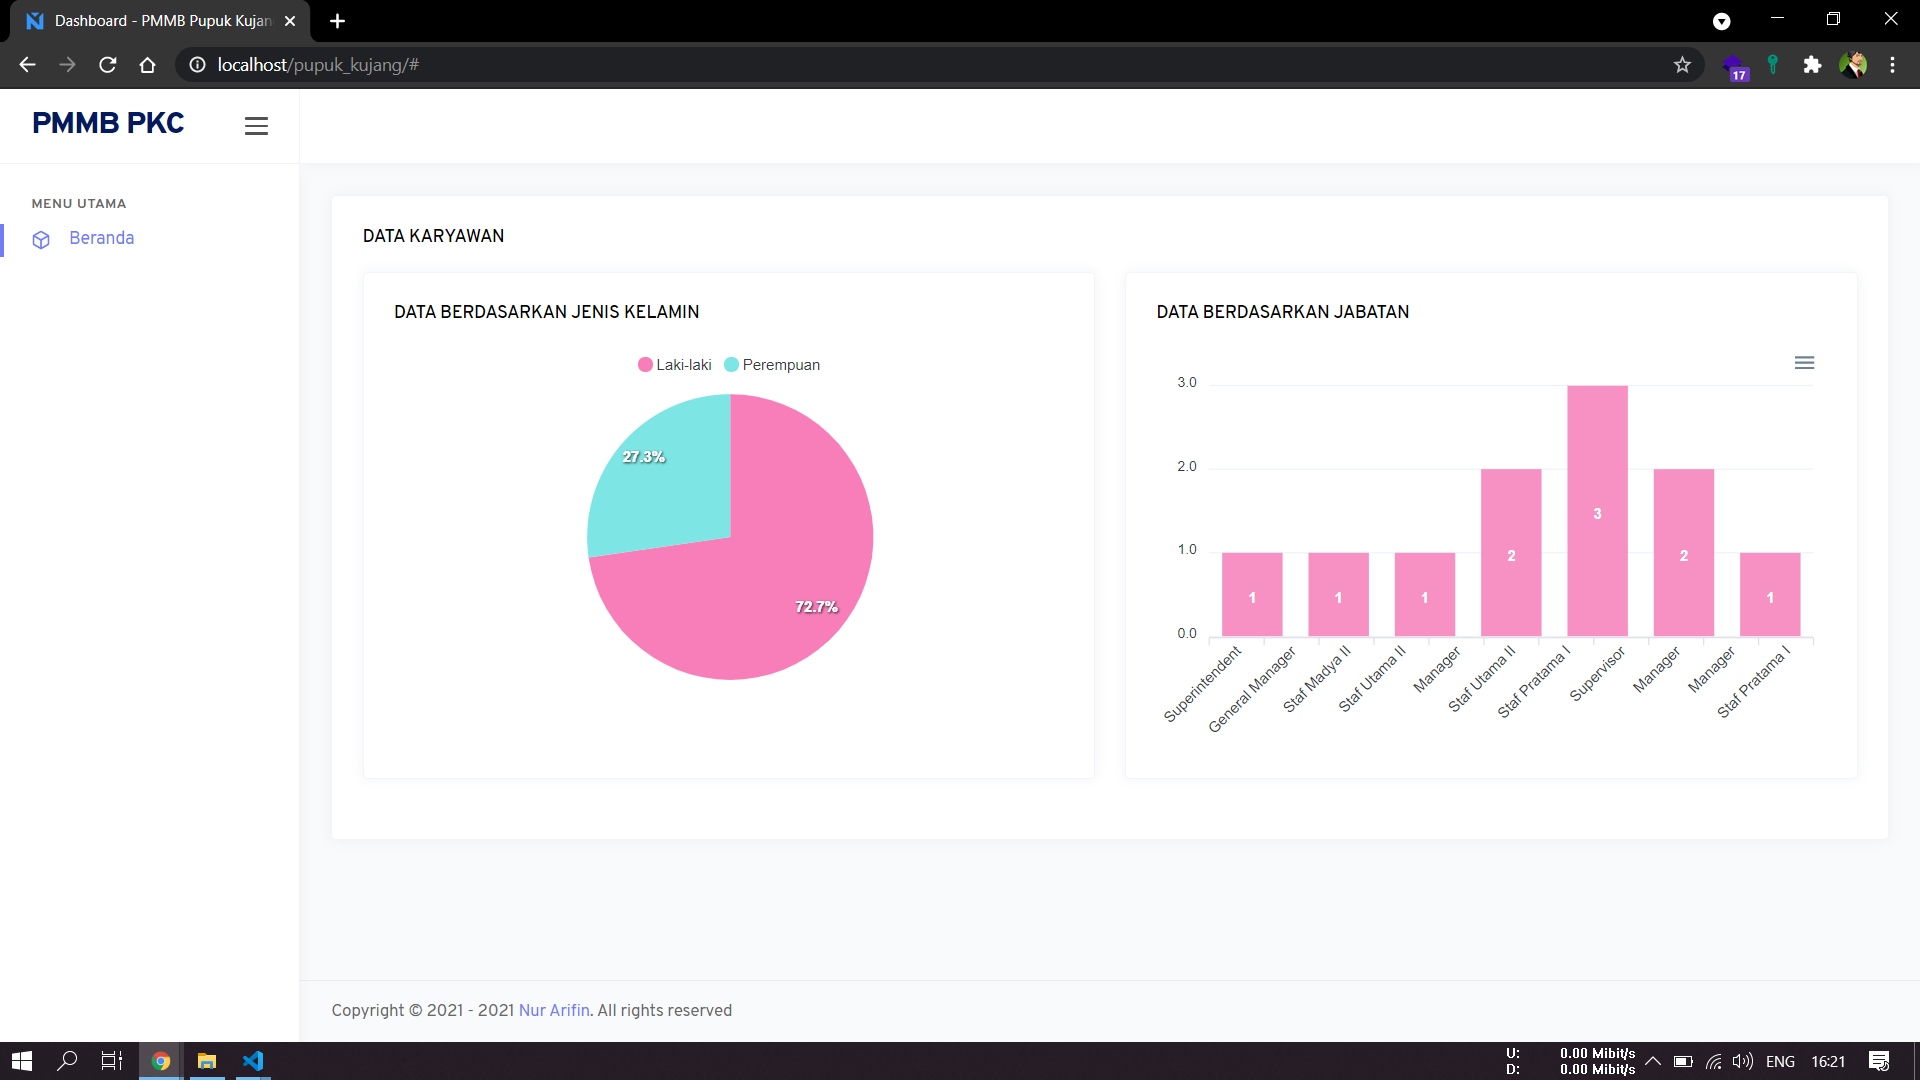 Dashboard - PMMB Pupuk Kujan
localhost/pupuk_kujang/#
17
PMMB PKC
MENU UTAMA
Beranda
DATA KARYAWAN
DATA BERDASARKAN JENIS KELAMIN
Laki-laki Perempuan
27.3%
72.7%
DATA BERDASARKAN JABATAN
3.0
2.0
1.0
0.0
1 1 1 2 3 2 1
Superintendent
General Manager
Staf Madya II
Staf Utama II
Manager
Staf Utama II
Staf Pratama I
Supervisor
Manager
Manager
Staf Pratama I
Copyright © 2021 - 2021 Nur Arifin. All rights reserved
U: 0.00 Mibit/s
D: 0.00 Mibit/s
ENG 16:21